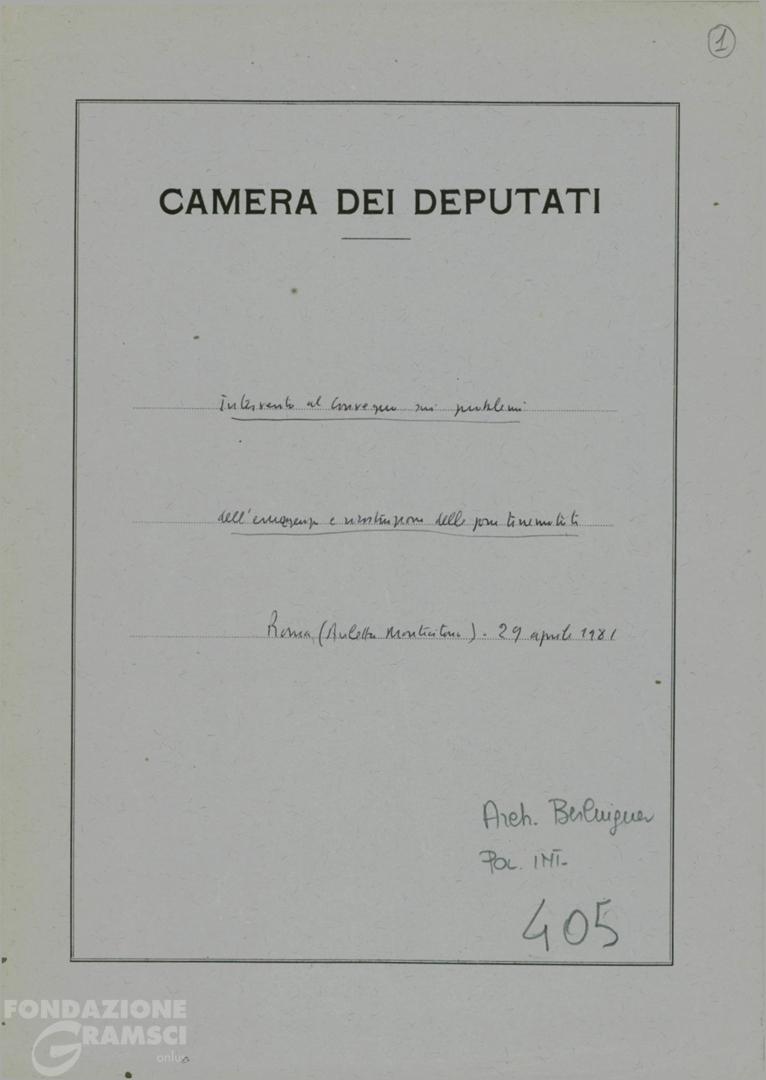 1
CAMERA DEI DEPUTATI
Intervento al Convegno sui problemi
dell'emergenza e ricostruzione delle zone terremotate
Roma (Auletta Montecitorio) - 29 aprile 1981
Arch. Berlinguer
POL. INT.
405
FONDAZIONE
GRAMSCI
onlus